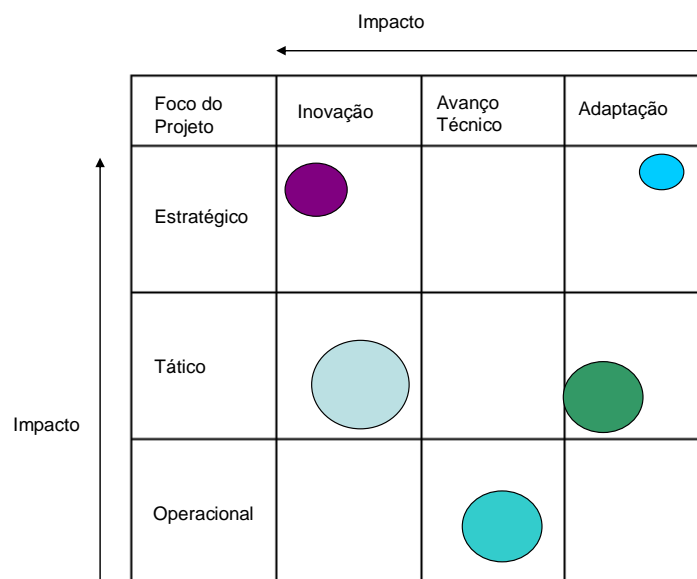 Impacto
Foco do
Projeto
Inovação
Avanço
Técnico
Adaptação
Estratégico
Tático
Impacto
Operacional